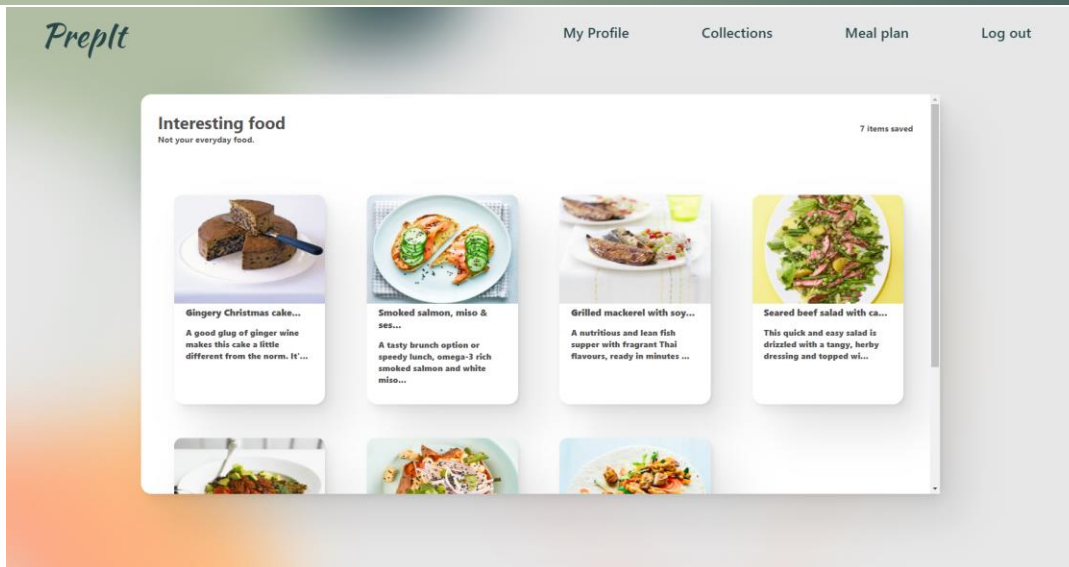 PrepIt
My Profile
Collections
Meal plan
Log out
Interesting food
Not your everyday food.
7 items saved
Gingery Christmas cake...
A good glug of ginger wine
makes this cake a little
different from the norm. It'...
Smoked salmon, miso &
ses...
A tasty brunch option or
speedy lunch, omega-3 rich
smoked salmon and white
miso...
Grilled mackerel with soy...
A nutritious and lean fish
supper with fragrant Thai
flavours, ready in minutes ...
Seared beef salad with ca...
This quick and easy salad is
drizzled with a tangy, herby
dressing and topped wi...